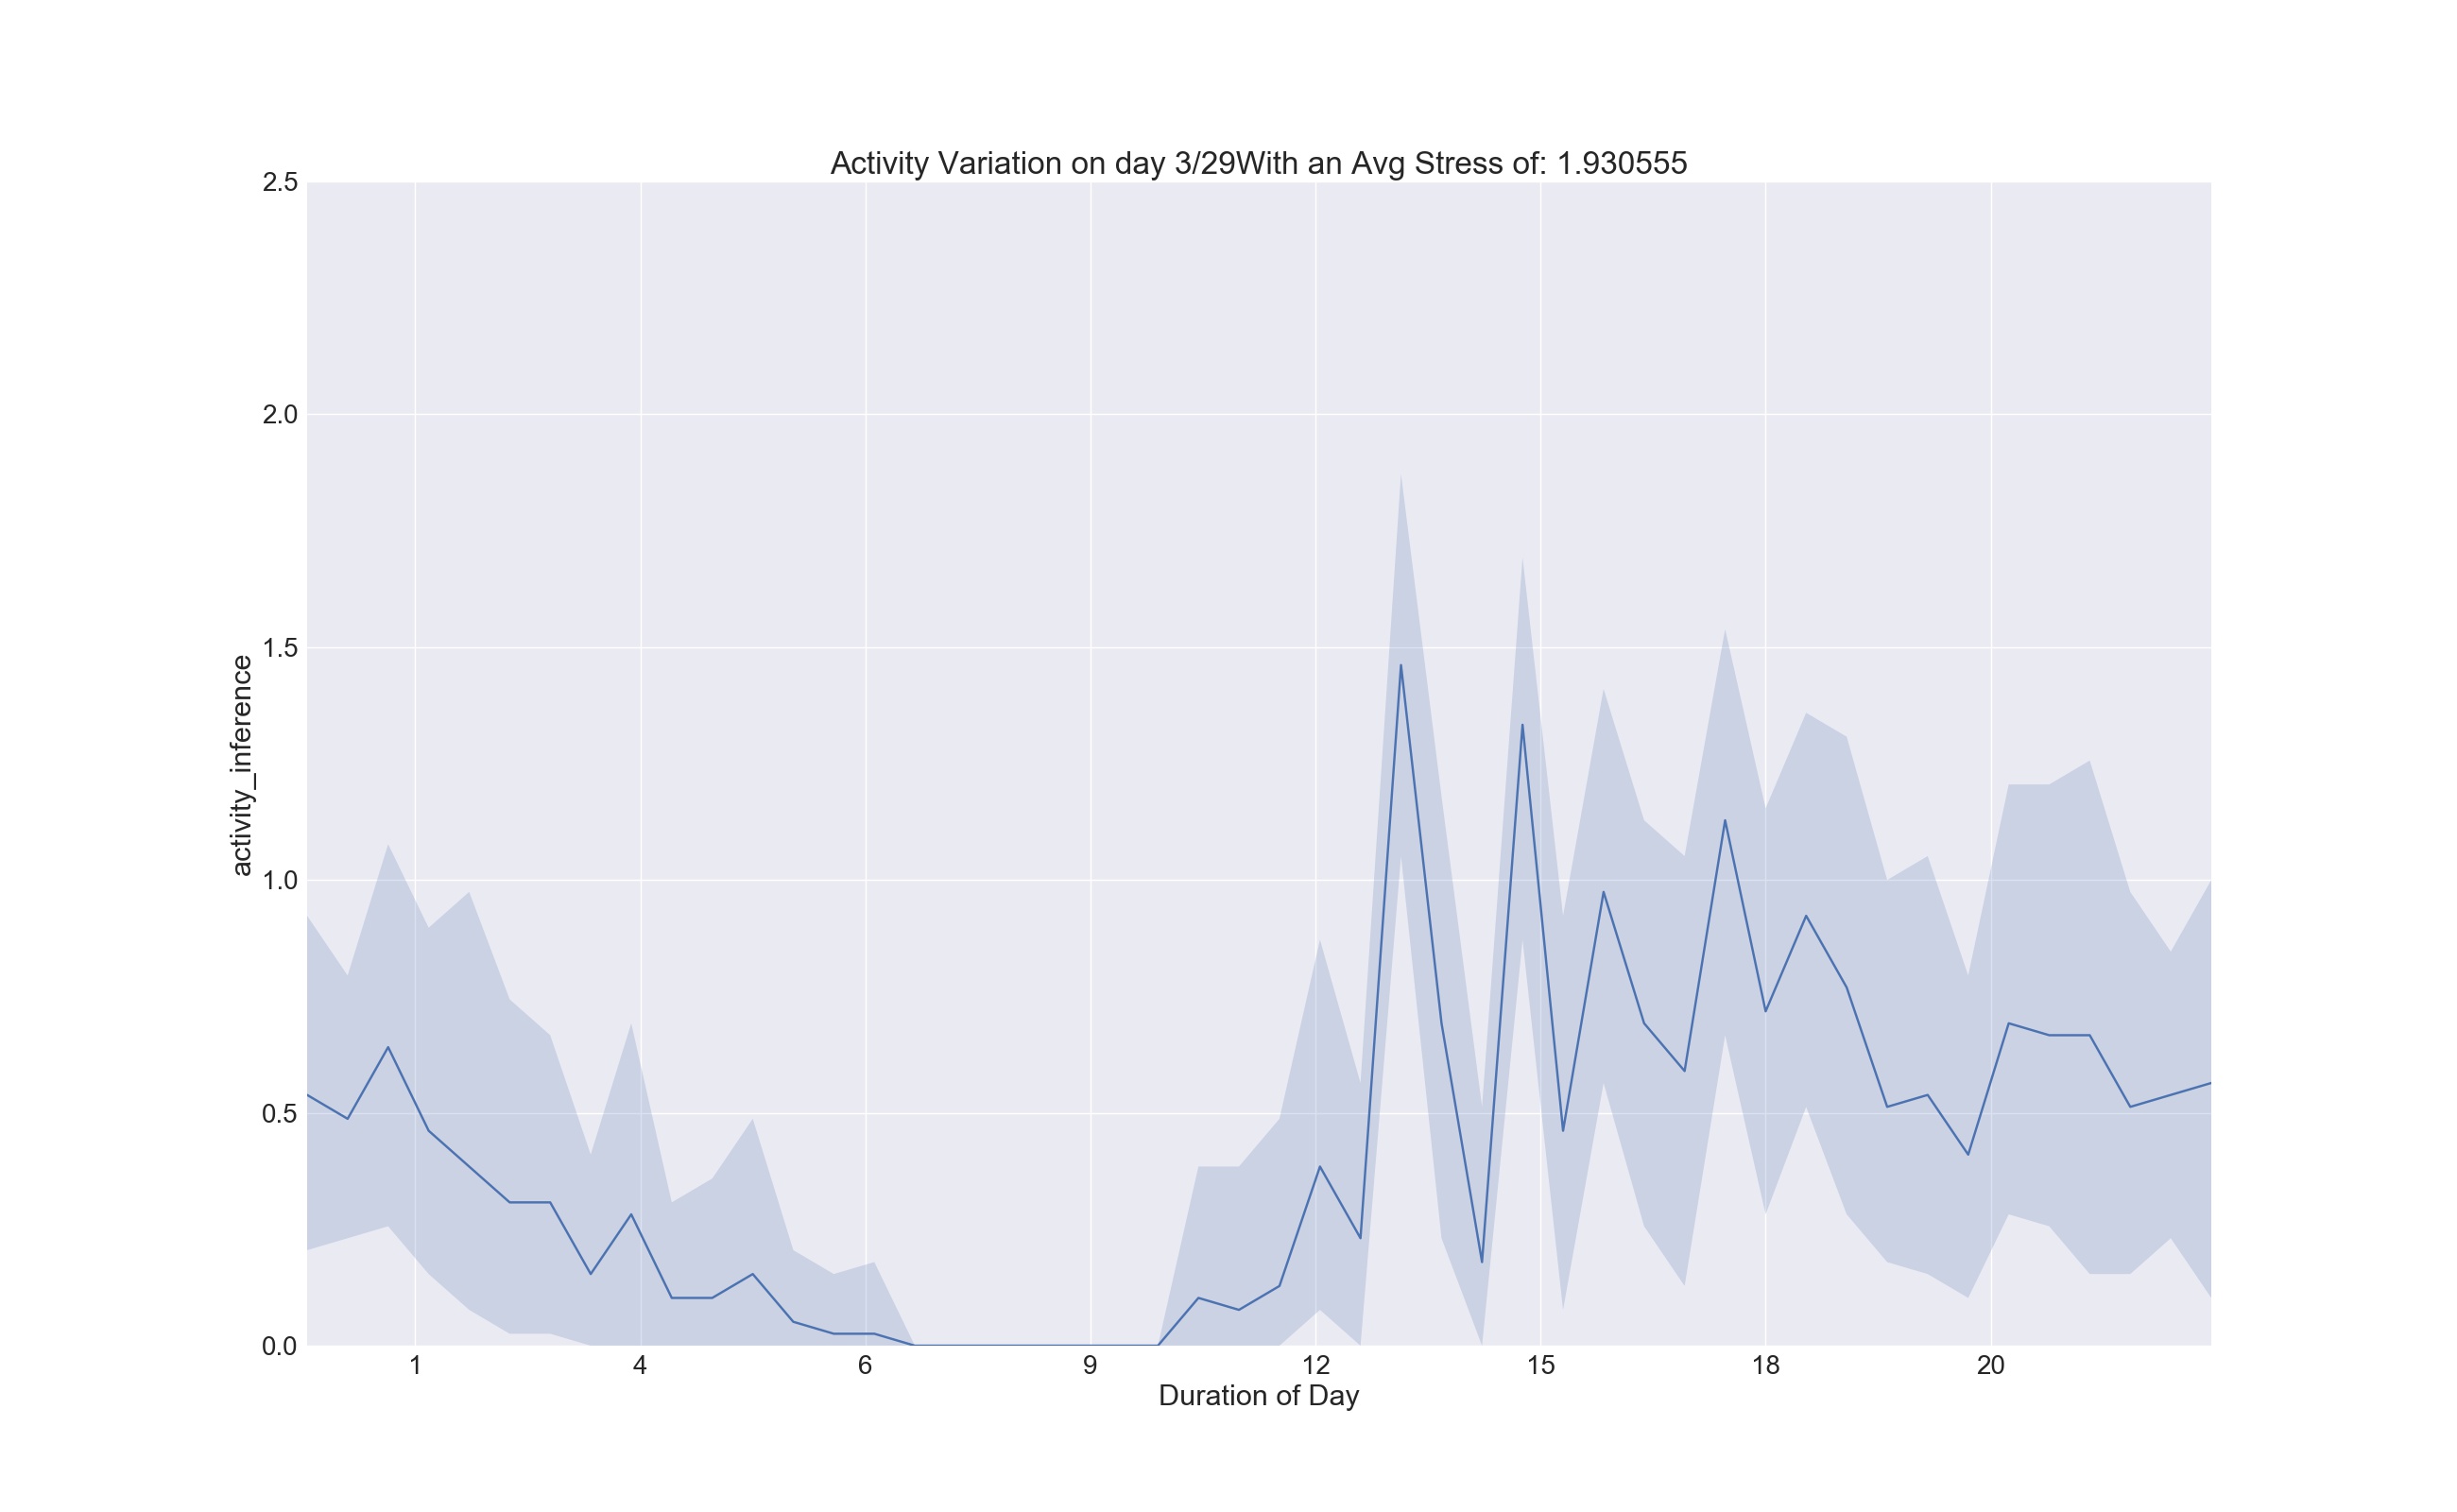 Activity Variation on day 3/29With an Avg Stress of: 1.930555
2.5
2.0
1.5
1.0
0.5
0.0
activity_inference
1 4 6 9 12 15 18 20
Duration of Day